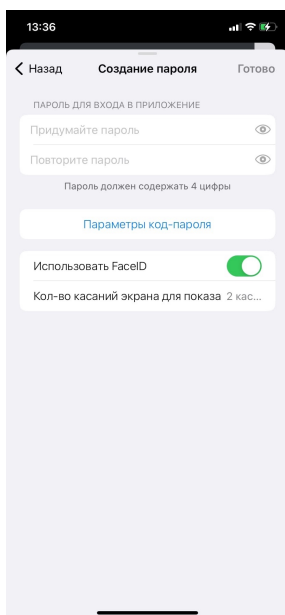 13:36
Назад
Создание пароля
Готово
ПАРОЛЬ ДЛЯ ВХОДА В ПРИЛОЖЕНИЕ
Придумайте пароль
Повторите пароль
Пароль должен содержать 4 цифры
Параметры код-пароля
Использовать FaceID
Кол-во касаний экрана для показа 2 кас...